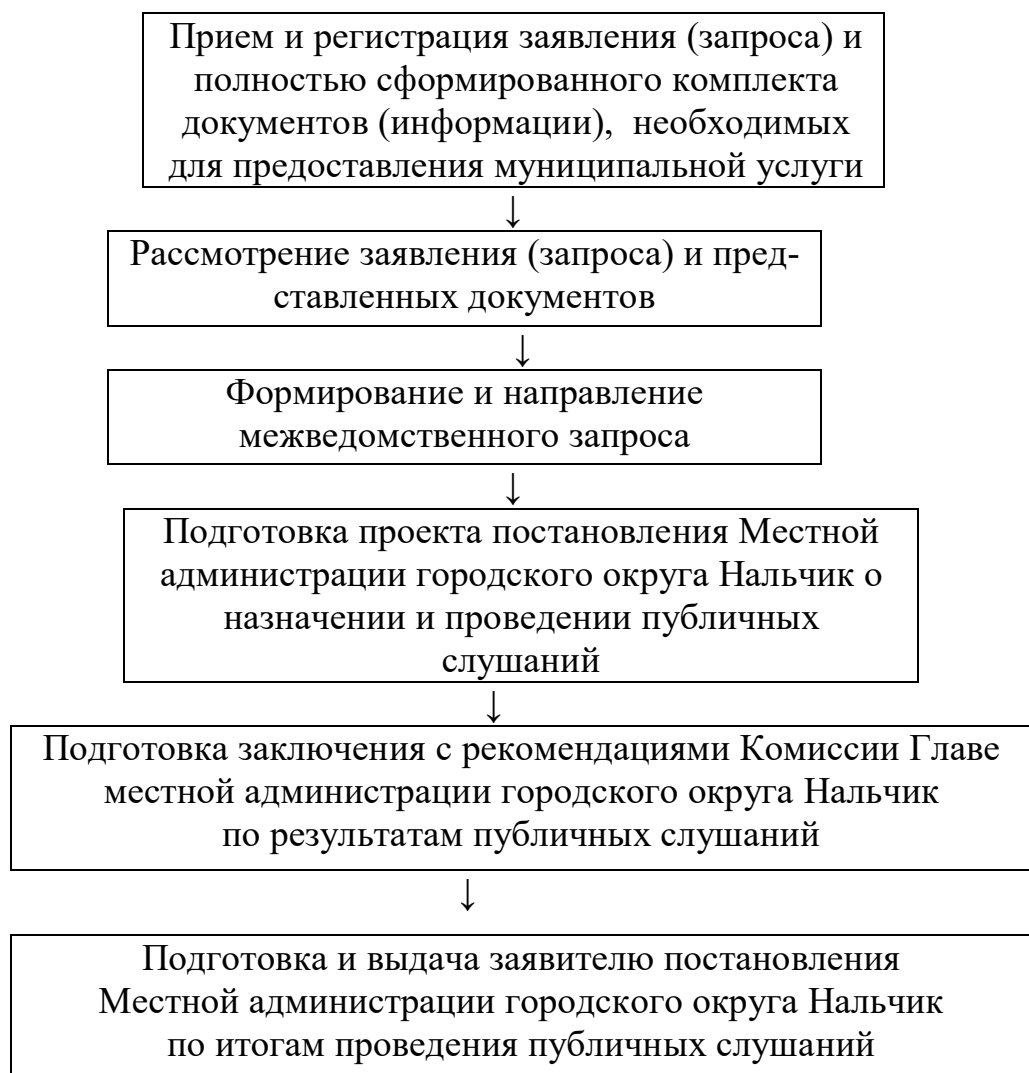 Прием и регистрация заявления (запроса) и
полностью сформированного комплекта
документов (информации), необходимых
для предоставления муниципальной услуги
↓
Рассмотрение заявления (запроса) и пред-
ставленных документов
↓
Формирование и направление
межведомственного запроса
↓
Подготовка проекта постановления Местной
администрации городского округа Нальчик о
назначении и проведении публичных
слушаний
↓
Подготовка заключения с рекомендациями Комиссии Главе
местной администрации городского округа Нальчик
по результатам публичных слушаний
↓
Подготовка и выдача заявителю постановления
Местной администрации городского округа Нальчик
по итогам проведения публичных слушаний